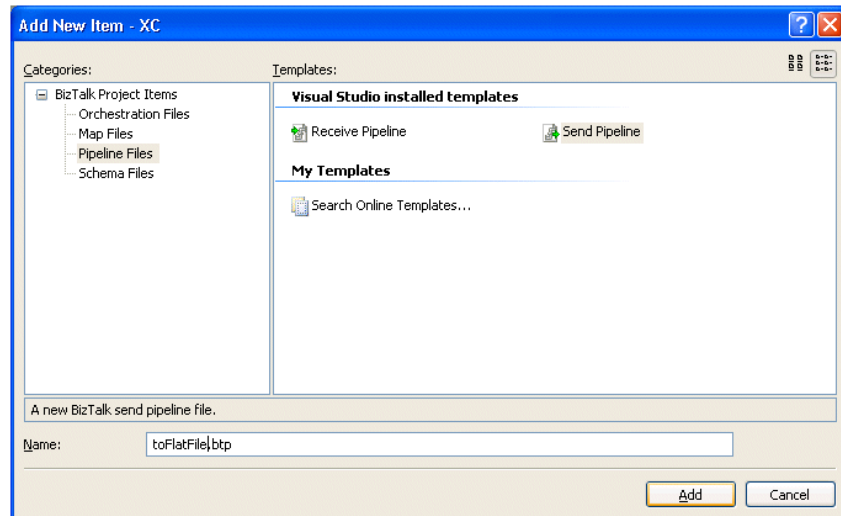 Add New Item - XC
Categories:
Templates:
BizTalk Project Items
Orchestration Files
Map Files
Pipeline Files
Schema Files
Visual Studio installed templates
Receive Pipeline
Send Pipeline
My Templates
Search Online Templates...
A new BizTalk send pipeline file.
Name:
toFlatFile.btp
Add
Cancel